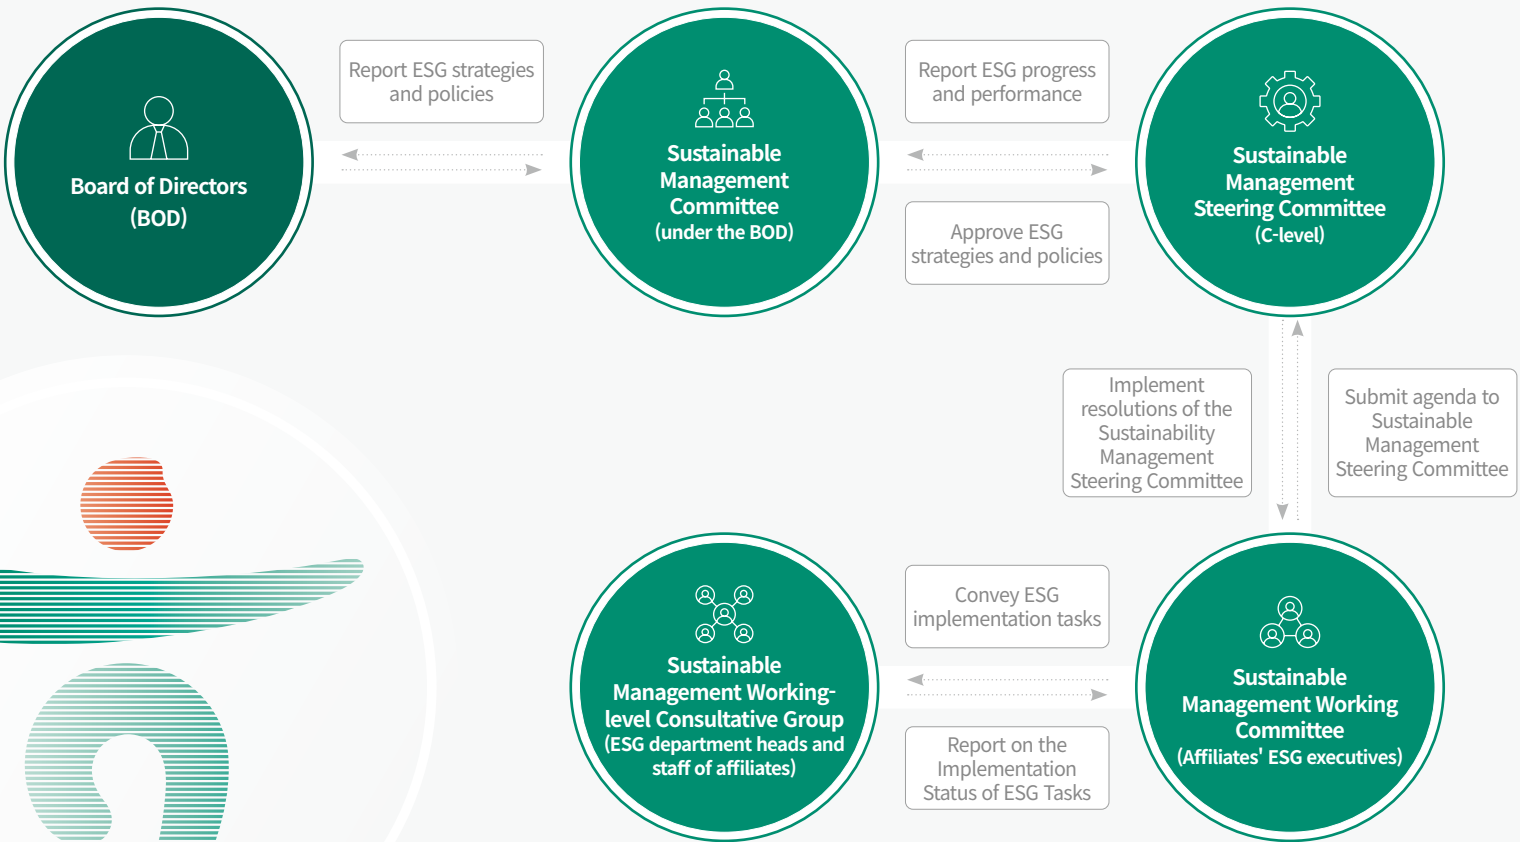 Board of Directors
(BOD)
Report ESG strategies
and policies
Sustainable
Management
Committee
(under the BOD)
Report ESG progress
and performance
Approve ESG
strategies and policies
Sustainable
Management
Steering Committee
(C-level)
Implement
resolutions of the
Sustainability
Management
Steering Committee
Submit agenda to
Sustainable
Management
Steering Committee
Sustainable
Management Working-
level Consultative Group
(ESG department heads and
staff of affiliates)
Convey ESG
implementation tasks
Report on the
Implementation
Status of ESG Tasks
Sustainable
Management Working
Committee
(Affiliates' ESG executives)